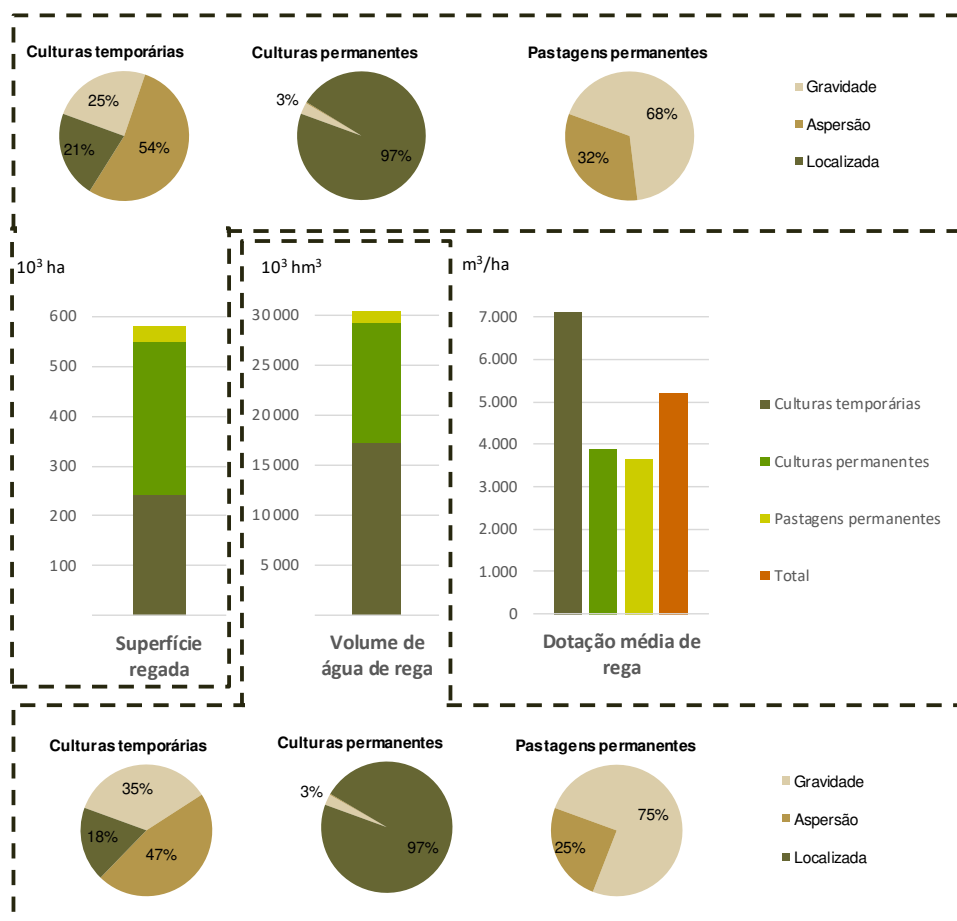 Culturas temporárias
Culturas permanentes
Pastagens permanentes
25%
54%
21%
3%
97%
68%
32%
Gravidade
Aspersão
Localizada
10³ ha
600
500
400
300
200
100
Superfície
regada
10³ hm³
30 000
25 000
20 000
15 000
10 000
5 000
Volume de
água de rega
m³/ha
7.000
6.000
5.000
4.000
3.000
2.000
1.000
0
Dotação média de
rega
Culturas temporárias
Culturas permanentes
Pastagens permanentes
Total
Culturas temporárias
Culturas permanentes
Pastagens permanentes
35%
47%
18%
3%
97%
75%
25%
Gravidade
Aspersão
Localizada